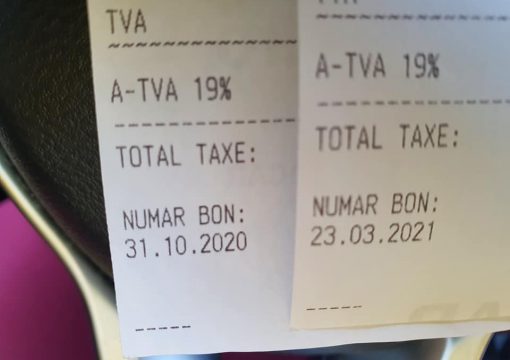 TVA
A-TVA 19%
TOTAL TAXE:
NUMAR BON:
31.10.2020
A-TVA 19%
TOTAL TAXE:
NUMAR BON:
23.03.2021